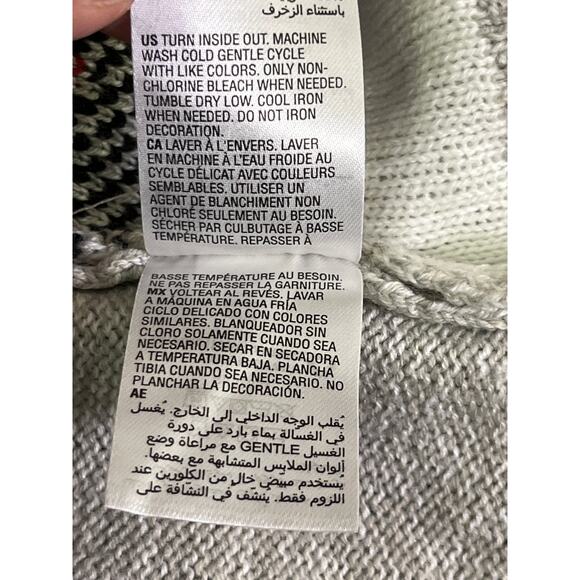 باستثناء الزخرف
US TURN INSIDE OUT. MACHINE
WASH COLD GENTLE CYCLE
WITH LIKE COLORS. ONLY NON-
CHLORINE BLEACH WHEN NEEDED.
TUMBLE DRY LOW. COOL IRON
WHEN NEEDED. DO NOT IRON
DECORATION.
CA LAVER À L'ENVERS. LAVER
EN MACHINE À L'EAU FROIDE AU
CYCLE DÉLICAT AVEC COULEURS
SEMBLABLES. UTILISER UN
AGENT DE BLANCHIMENT NON
CHLORÉ SEULEMENT AU BESOIN.
SÉCHER PAR CULBUTAGE À BASSE
TEMPÉRATURE. REPASSER À
BASSE TEMPÉRATURE AU BESOIN.
NE PAS REPASSER LA GARNITURE.
MX VOLTEAR AL REVÉS. LAVAR
A MÁQUINA EN AGUA FRÍA
CICLO DELICADO CON COLORES
SIMILARES. BLANQUEADOR SIN
CLORO SOLAMENTE CUANDO SEA
NECESARIO. SECAR EN SECADORA
A TEMPERATURA BAJA. PLANCHA
TIBIA CUANDO SEA NECESARIO. NO
PLANCHAR LA DECORACIÓN.
AE
يُقلب الوجه الداخلي إلى الخارج. يُغسل
في الغسالة بماء بارد على دورة
الغسيل GENTLE مع مراعاة وضع
ألوان الملابس المتشابهة مع بعضها.
يُستخدم مبيض خال من الكلورين عند
اللزوم فقط. ينشّف في النشافة على